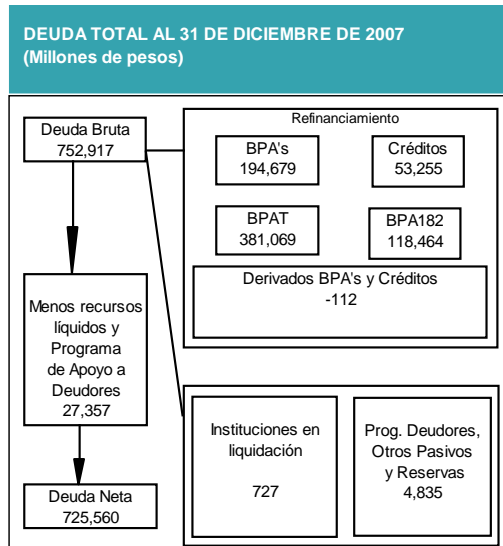 DEUDA TOTAL AL 31 DE DICIEMBRE DE 2007
(Millones de pesos)
Deuda Bruta
752,917
Refinanciamiento
BPA's
194,679
Créditos
53,255
BPAT
381,069
BPA182
118,464
Derivados BPA's y Créditos
-112
Menos recursos
líquidos y
Programa
de Apoyo a
Deudores
27,357
Instituciones en
liquidación
727
Prog. Deudores,
Otros Pasivos
y Reservas
4,835
Deuda Neta
725,560